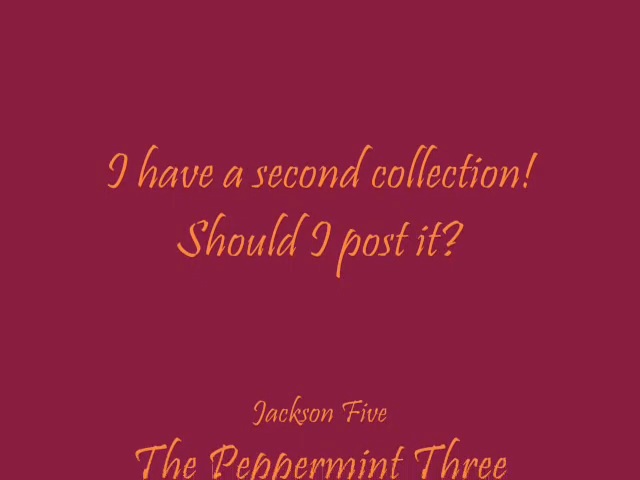 I have a second collection!
Should I post it?
Jackson Five
The Peppermint Three